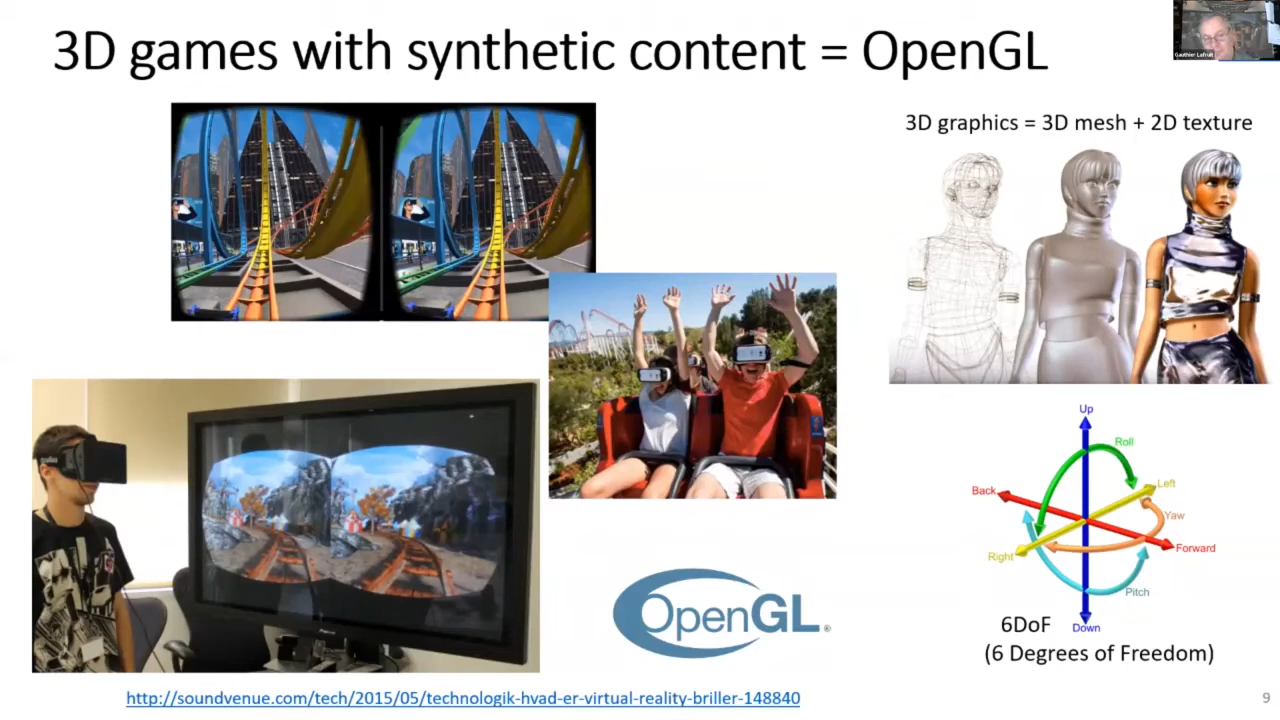 3D games with synthetic content = OpenGL
Gauthier Lafruit
3D graphics = 3D mesh + 2D texture
Up
Roll
Left
Back
Yaw
Right
Forward
Pitch
6DoF
Down
(6 Degrees of Freedom)
OpenGL®
http://soundvenue.com/tech/2015/05/technologik-hvad-er-virtual-reality-briller-148840
9